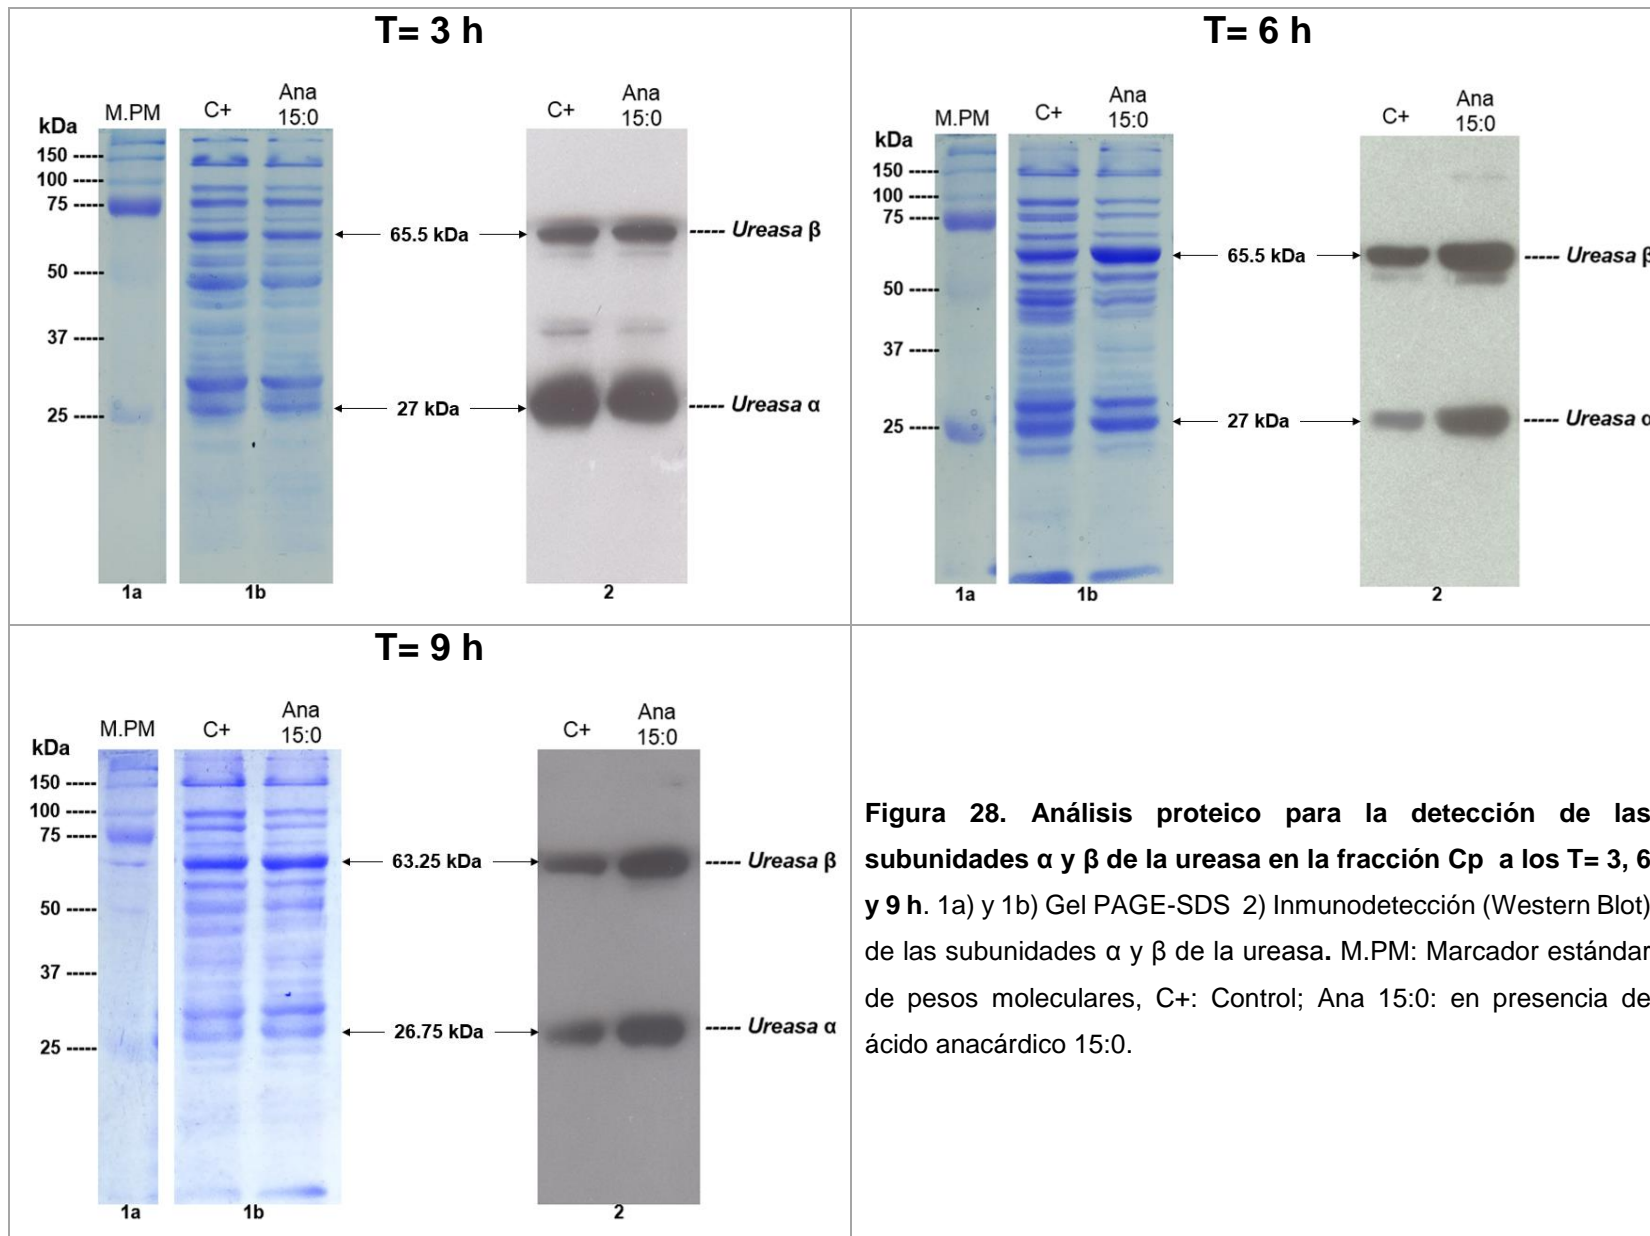 T= 3 h
M.PM C+ Ana 15:0 C+ Ana 15:0
kDa
150 -----
100 -----
75 -----
65.5 kDa ----- Ureasa β
50 -----
37 -----
27 kDa ----- Ureasa α
25 -----
1a 1b 2
T= 6 h
M.PM C+ Ana 15:0 C+ Ana 15:0
kDa
150 -----
100 -----
75 -----
65.5 kDa ----- Ureasa β
50 -----
37 -----
25 ----- 27 kDa ----- Ureasa α
1a 1b 2
T= 9 h
M.PM C+ Ana 15:0 C+ Ana 15:0
kDa
150 -----
100 -----
75 -----
63.25 kDa ----- Ureasa β
50 -----
37 -----
26.75 kDa ----- Ureasa α
25 -----
1a 1b 2
Figura 28. Análisis proteico para la detección de las
subunidades α y β de la ureasa en la fracción Cp a los T= 3, 6
y 9 h. 1a) y 1b) Gel PAGE-SDS 2) Inmunodetección (Western Blot)
de las subunidades α y β de la ureasa. M.PM: Marcador estándar
de pesos moleculares, C+: Control; Ana 15:0: en presencia de
ácido anacárdico 15:0.